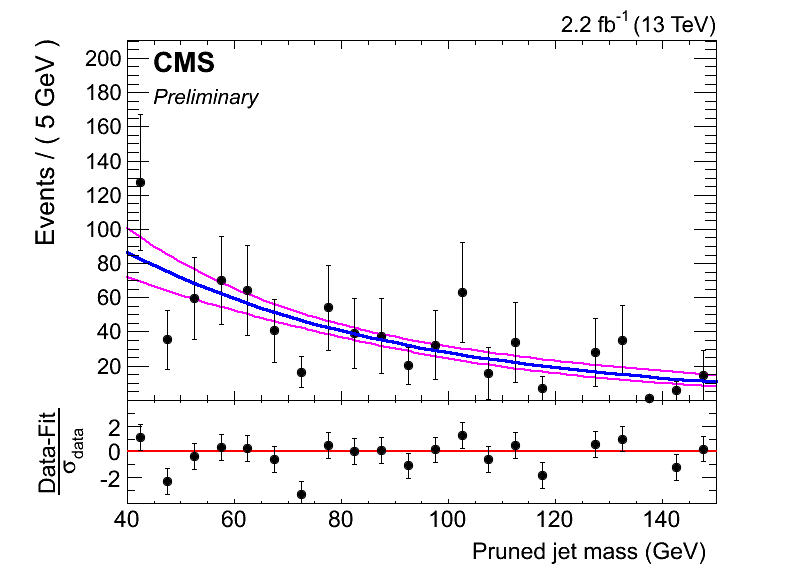 2.2 fb-1 (13 TeV)
CMS
Preliminary
Events / ( 5 GeV )
200
180
160
140
120
100
80
60
40
20
Data-Fit
σdata
2
0
-2
40 60 80 100 120 140
Pruned jet mass (GeV)